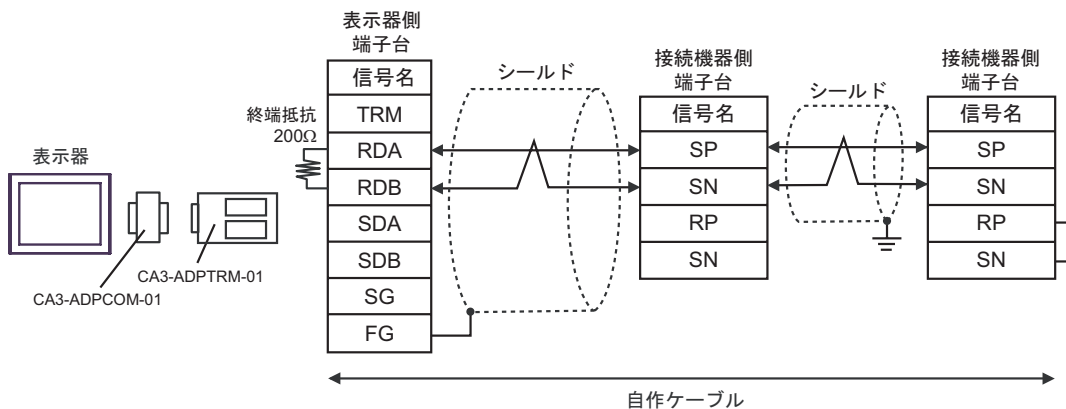 表示器
CA3-ADPCOM-01
CA3-ADPTRM-01
終端抵抗
200Ω
表示器側
端子台
信号名
TRM
RDA
RDB
SDA
SDB
SG
FG
シールド
接続機器側
端子台
信号名
SP
SN
RP
SN
シールド
接続機器側
端子台
信号名
SP
SN
RP
SN
自作ケーブル